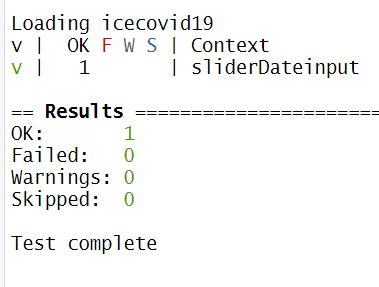 Loading icecovid19
v |  OK F W S | Context
v |   1       | sliderDateinput
== Results =======================
OK:       1
Failed:   0
Warnings: 0
Skipped:  0
Test complete